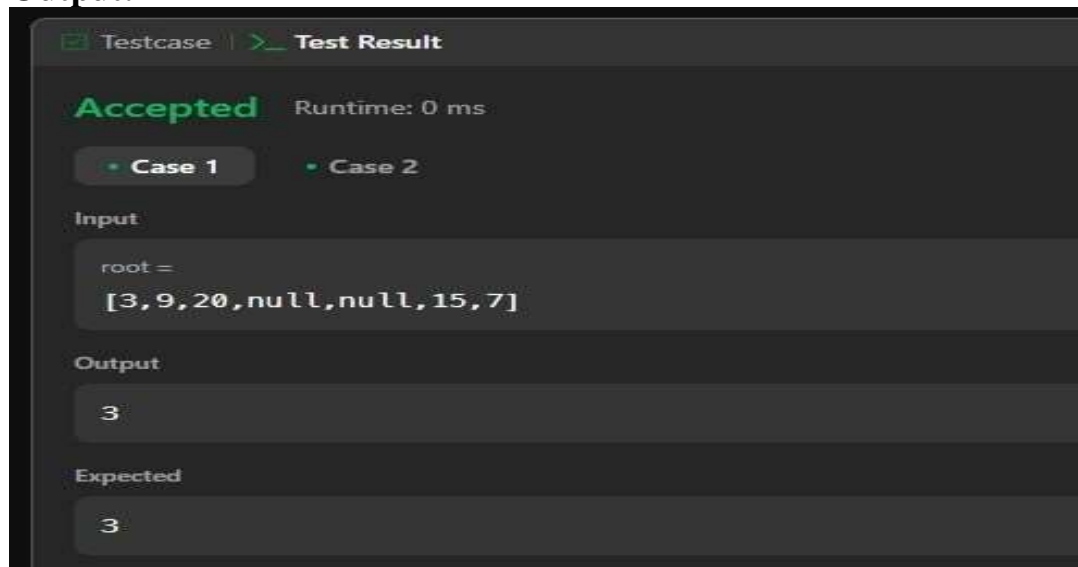 Testcase | >_ Test Result
Accepted Runtime: 0 ms
• Case 1 • Case 2
Input
root =
[3,9,20,null,null,15,7]
Output
3
Expected
3